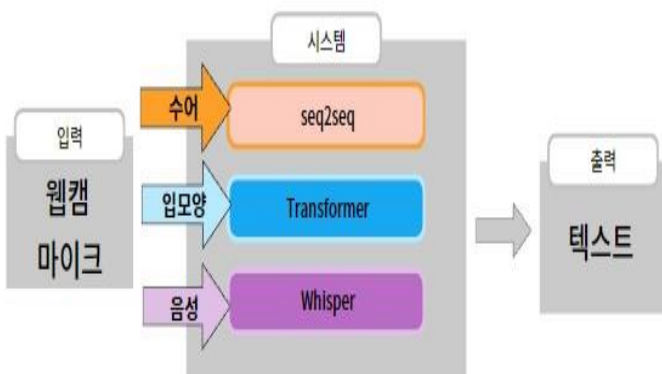 입력
웹캠
마이크
수어
입모양
음성
시스템
seq2seq
Transformer
Whisper
출력
텍스트